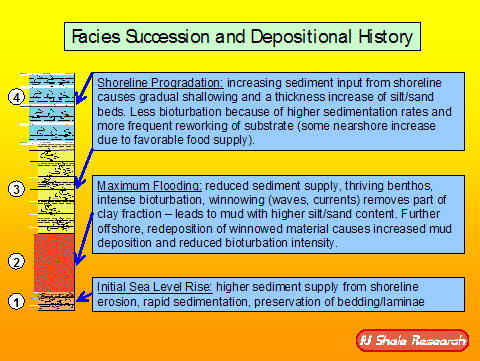 Facies Succession and Depositional History
Shoreline Progradation: increasing sediment input from shoreline
causes gradual shallowing and a thickness increase of silt/sand
beds. Less bioturbation because of higher sedimentation rates and
more frequent reworking of substrate (some nearshore increase
due to favorable food supply).
4
Maximum Flooding: reduced sediment supply, thriving benthos,
intense bioturbation, winnowing (waves, currents) removes part of
clay fraction – leads to mud with higher silt/sand content. Further
offshore, redeposition of winnowed material causes increased mud
deposition and reduced bioturbation intensity.
3
2
Initial Sea Level Rise: higher sediment supply from shoreline
erosion, rapid sedimentation, preservation of bedding/laminae
1
IU Shale Research